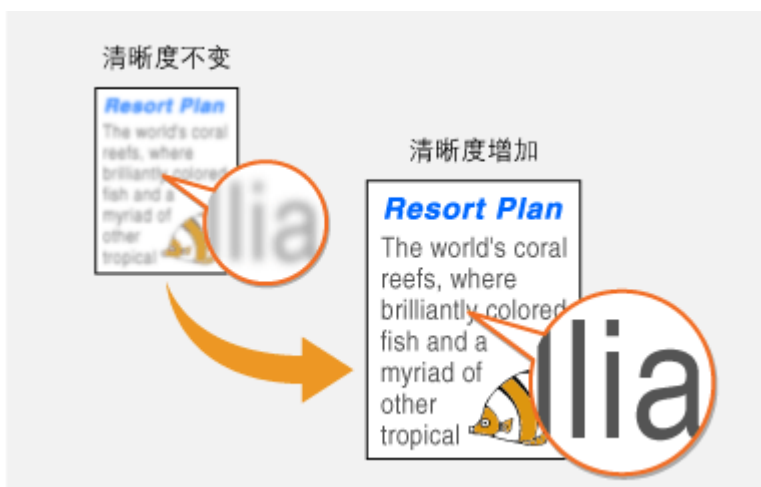 清晰度不变
Resort Plan
The world's coral
reefs, where
brilliantly colored
fish and a
myriad of
other
tropical
llia
清晰度增加
Resort Plan
The world's coral
reefs, where
brilliantly colored
fish and a
myriad of
other
tropical
llia